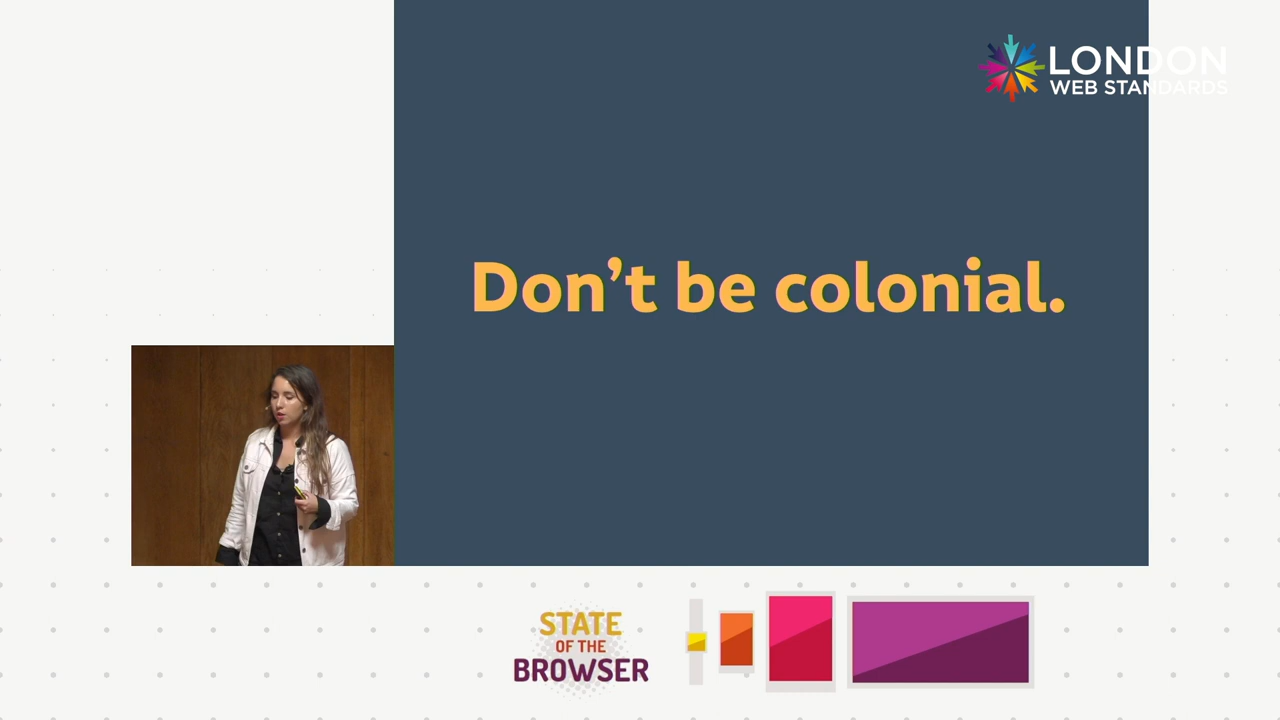 LONDON
WEB STANDARDS
Don’t be colonial.
STATE
OF THE
BROWSER